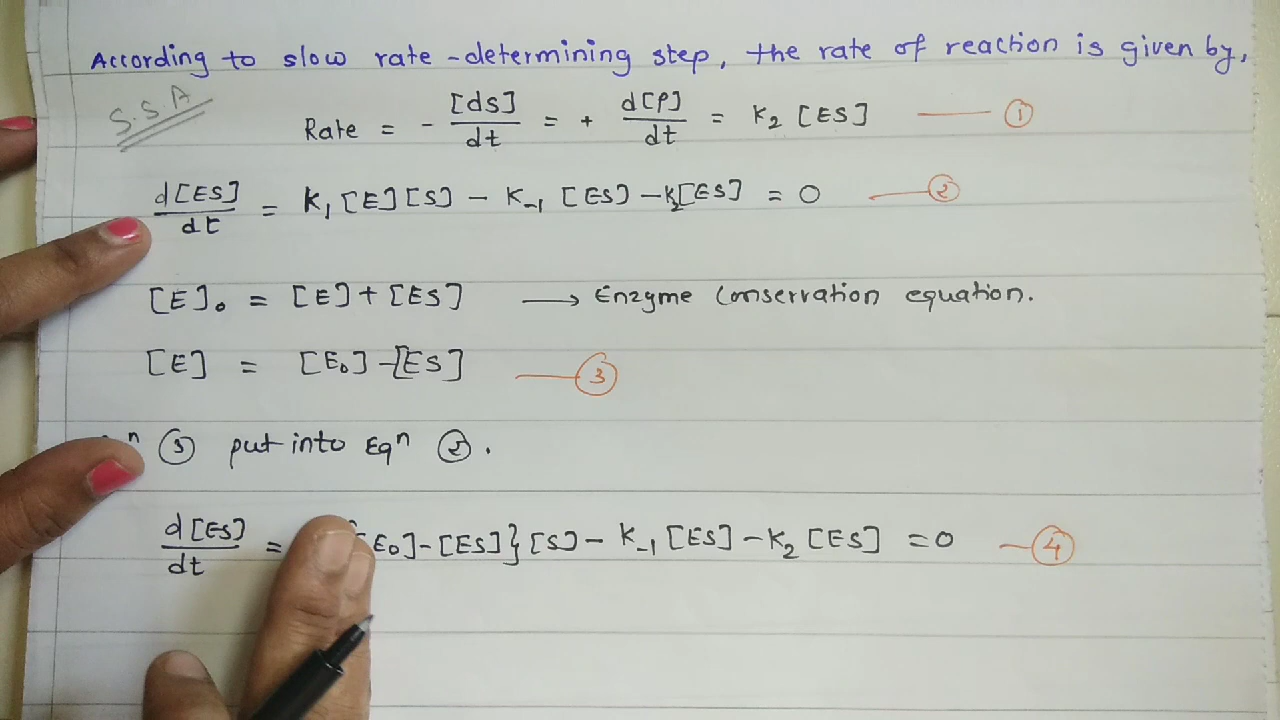 According to slow rate-determining step, the rate of reaction is given by,
S.S.A
Rate = - [ds]/dt = + d[P]/dt = K₂ [ES] ①
d[ES]/dt = K₁[E][S] - K₋₁ [ES] - K₂[ES] = 0 ②
[E]₀ = [E] + [ES] → Enzyme Conservation equation.
[E] = [E₀] - [ES] ③
n ③ put into Eqⁿ ②.
d[ES]/dt = E₀] - [ES]} [S] - K₋₁ [ES] - K₂ [ES] = 0 ④